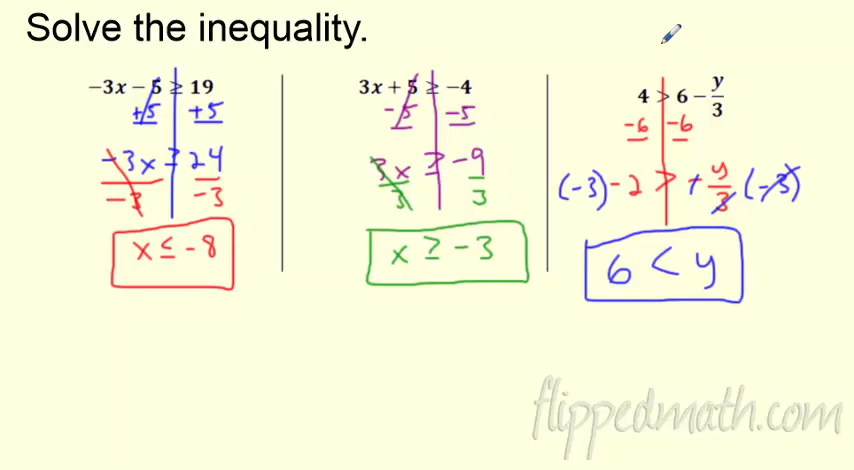 Solve the inequality.
−3x − 5 ≥ 19
+5 +5
−3x ≥ 24
−3 −3
x ≤ −8
3x + 5 ≥ −4
−5 −5
3x ≥ −9
3 3
x ≥ −3
4 > 6 − y/3
−6 −6
(−3) −2 > + y/3 (−3)
6 < y
flippedmath.com